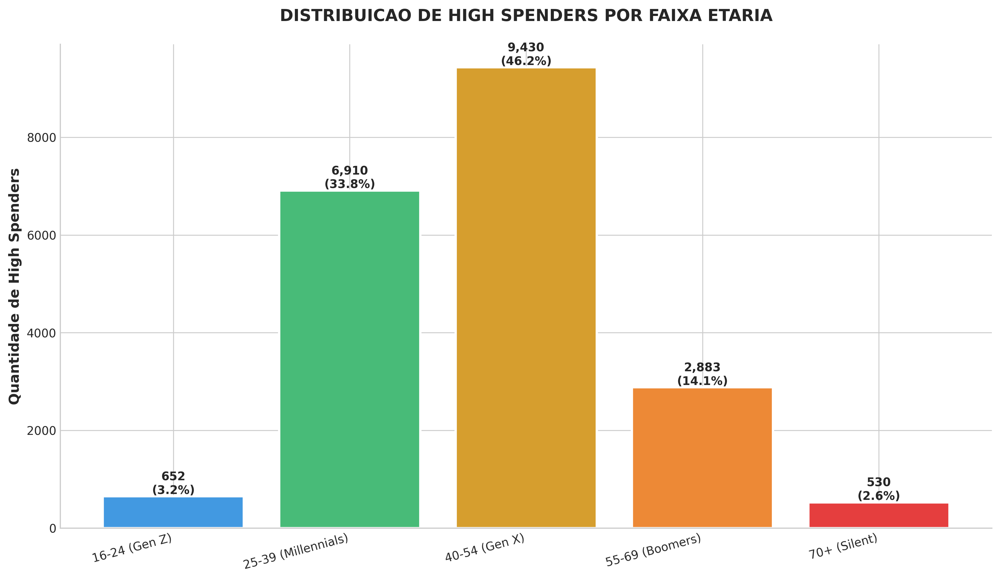 DISTRIBUICAO DE HIGH SPENDERS POR FAIXA ETARIA
Quantidade de High Spenders
8000
6000
4000
2000
0
652
(3.2%)
6,910
(33.8%)
9,430
(46.2%)
2,883
(14.1%)
530
(2.6%)
16-24 (Gen Z)
25-39 (Millennials)
40-54 (Gen X)
55-69 (Boomers)
70+ (Silent)